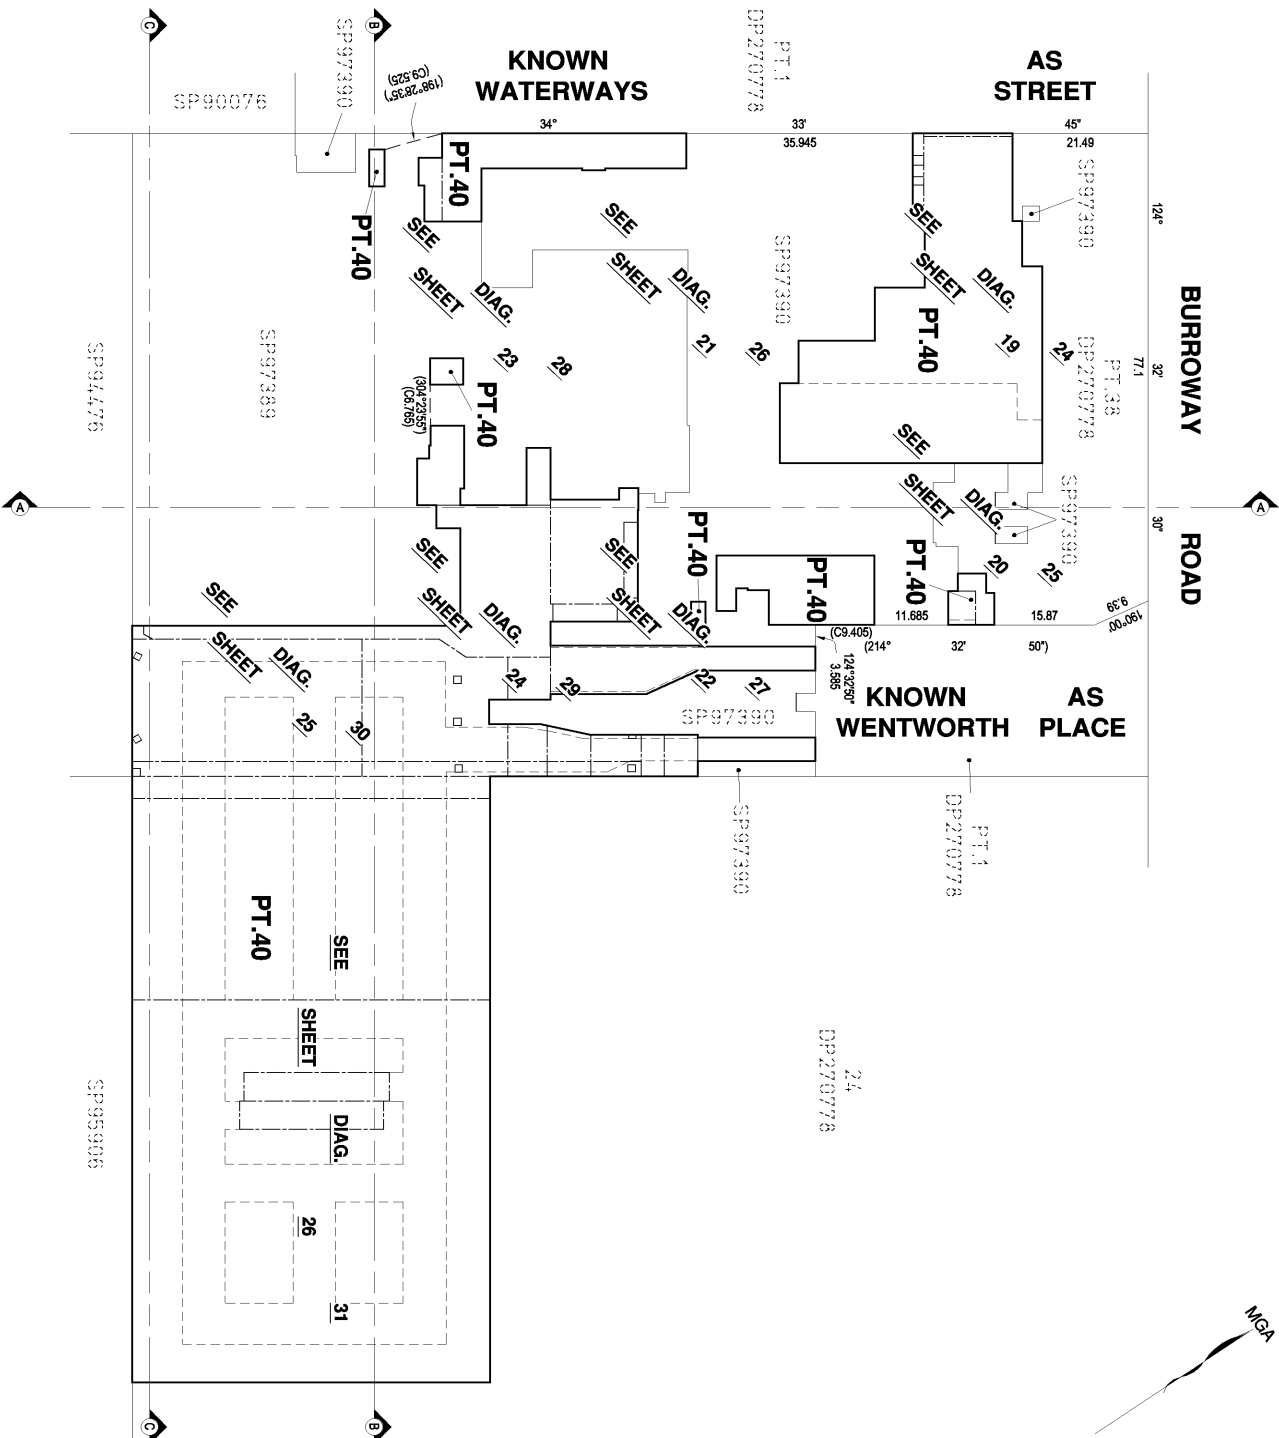 C
B
SP90076
SP97390
(198°28'35")
(C9.525)
KNOWN AS
WATERWAYS STREET
PT.1
DP270778
34° 33' 45"
35.945
21.49
PT.40
PT.40
SP97390
124°
SEE SHEET
SEE SHEET
SEE SHEET
DIAG. 23 28
DIAG. 21 26
DIAG. 19 24
SP97390
PT.40
BURROWAY
77.1
32'
PT.38
DP270778
SP94476
SP97389
(304°23'55")
(C6.765)
PT.40
SEE SHEET
DIAG. 20 25
SP97390
A
A
30"
ROAD
PT.40
PT.40
PT.40
SEE SHEET
DIAG. 24 29
SEE SHEET
DIAG. 22 27
SEE SHEET
DIAG. 25 30
11.685
15.87
190°00'
9.39
(C9.405)
(214° 32' 50")
124°32'50"
3.585
KNOWN AS
WENTWORTH PLACE
SP97390
SP97390
PT.1
DP270778
PT.40
SEE
SHEET
DIAG.
26
31
24
DP270778
SP95906
MGA
C
B